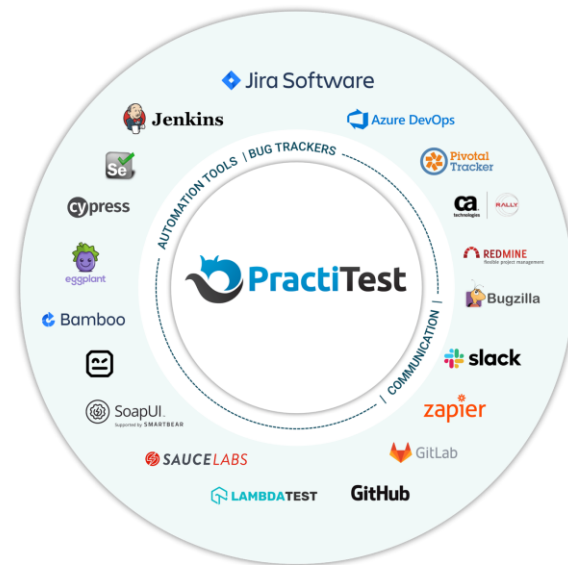 Jira Software
Jenkins
Azure DevOps
AUTOMATION TOOLS | BUG TRACKERS
Se
Pivotal
Tracker
cypress
ca
technologies
RALLY
eggplant
REDMINE
flexible project management
PractiTest
Bugzilla
Bamboo
| COMMUNICATION |
slack
SoapUI
Supported by SMARTBEAR
zapier
SAUCELABS
GitLab
LAMBDATEST
GitHub